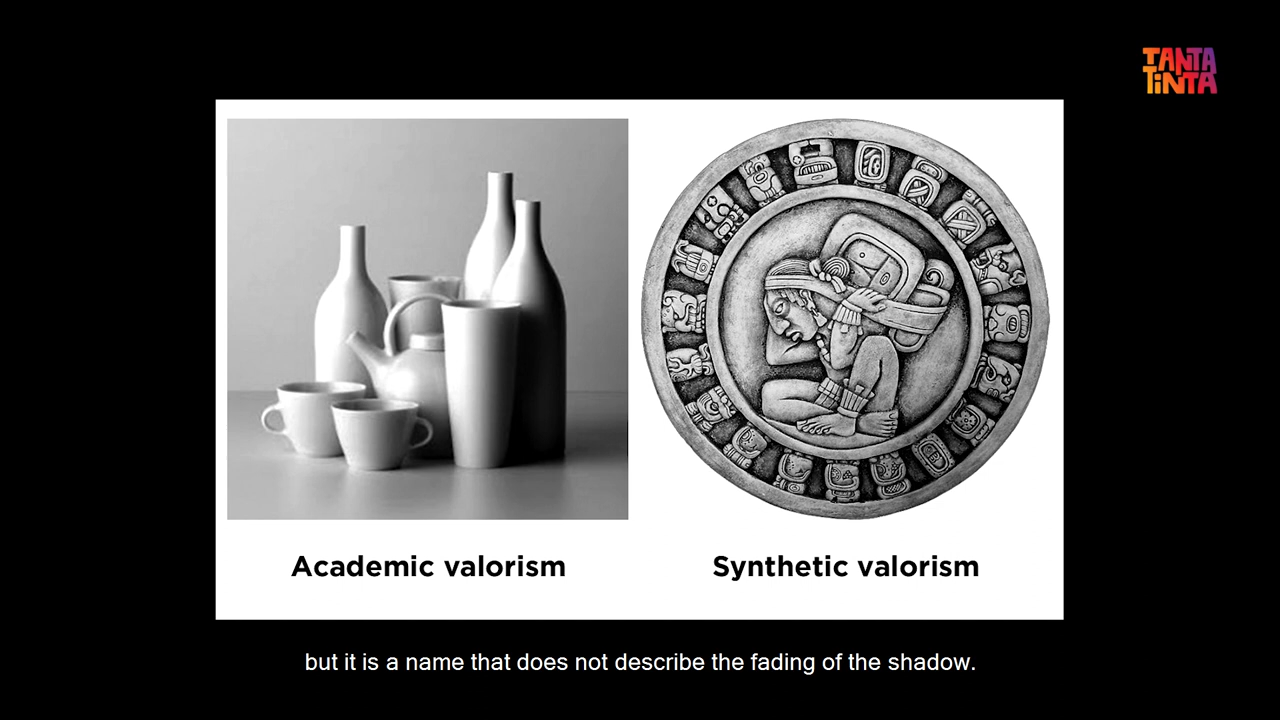 TANTA
TiNTA
Academic valorism
Synthetic valorism
but it is a name that does not describe the fading of the shadow.